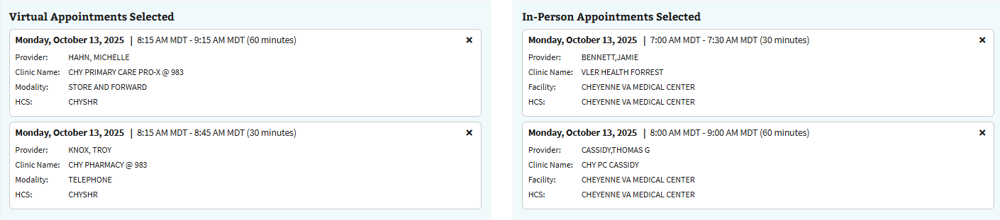 Virtual Appointments Selected
Monday, October 13, 2025 | 8:15 AM MDT - 9:15 AM MDT (60 minutes) ×
Provider: HAHN, MICHELLE
Clinic Name: CHY PRIMARY CARE PRO-X @ 983
Modality: STORE AND FORWARD
HCS: CHYSHR
Monday, October 13, 2025 | 8:15 AM MDT - 8:45 AM MDT (30 minutes) ×
Provider: KNOX, TROY
Clinic Name: CHY PHARMACY @ 983
Modality: TELEPHONE
HCS: CHYSHR
In-Person Appointments Selected
Monday, October 13, 2025 | 7:00 AM MDT - 7:30 AM MDT (30 minutes) ×
Provider: BENNETT,JAMIE
Clinic Name: VLER HEALTH FORREST
Facility: CHEYENNE VA MEDICAL CENTER
HCS: CHEYENNE VA MEDICAL CENTER
Monday, October 13, 2025 | 8:00 AM MDT - 9:00 AM MDT (60 minutes) ×
Provider: CASSIDY,THOMAS G
Clinic Name: CHY PC CASSIDY
Facility: CHEYENNE VA MEDICAL CENTER
HCS: CHEYENNE VA MEDICAL CENTER